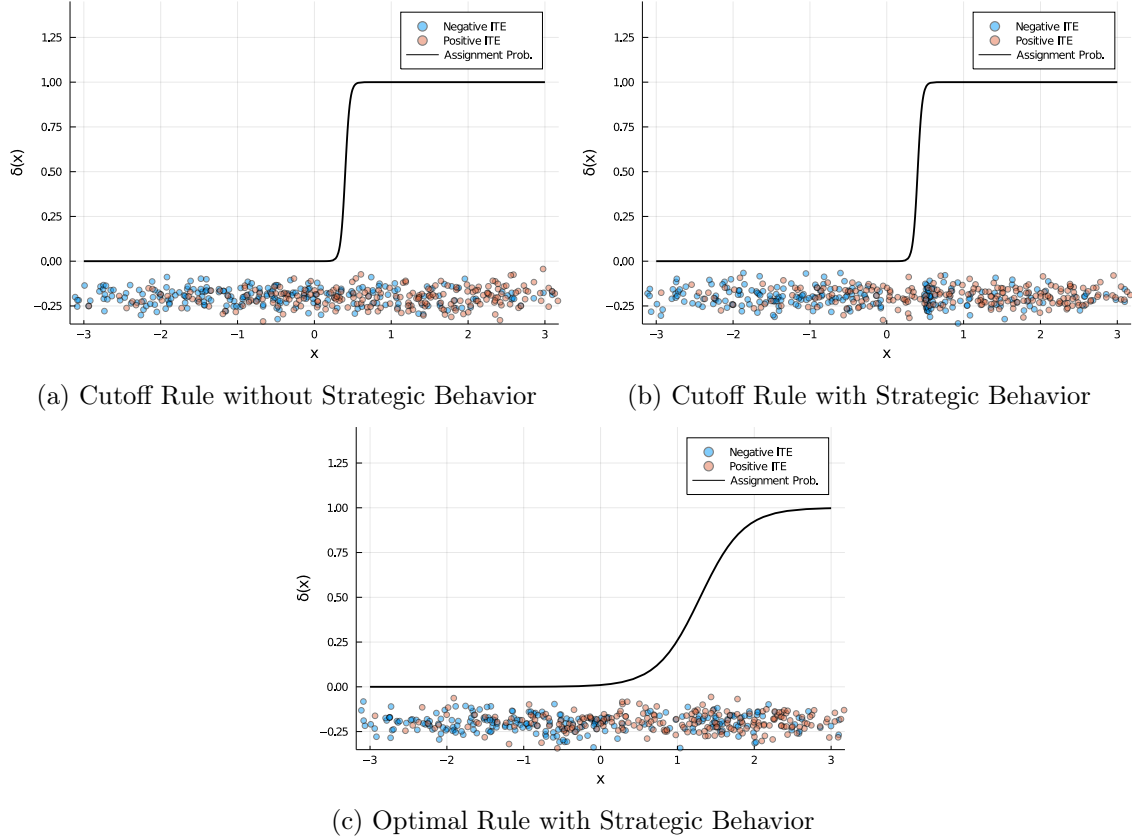 1.25
1.00
0.75
0.50
0.25
0.00
−0.25
δ(x)
Negative ITE
Positive ITE
Assignment Prob.
−3 −2 −1 0 1 2 3
x
(a) Cutoff Rule without Strategic Behavior
1.25
1.00
0.75
0.50
0.25
0.00
−0.25
δ(x)
Negative ITE
Positive ITE
Assignment Prob.
−3 −2 −1 0 1 2 3
x
(b) Cutoff Rule with Strategic Behavior
1.25
1.00
0.75
0.50
0.25
0.00
−0.25
δ(x)
Negative ITE
Positive ITE
Assignment Prob.
−3 −2 −1 0 1 2 3
x
(c) Optimal Rule with Strategic Behavior